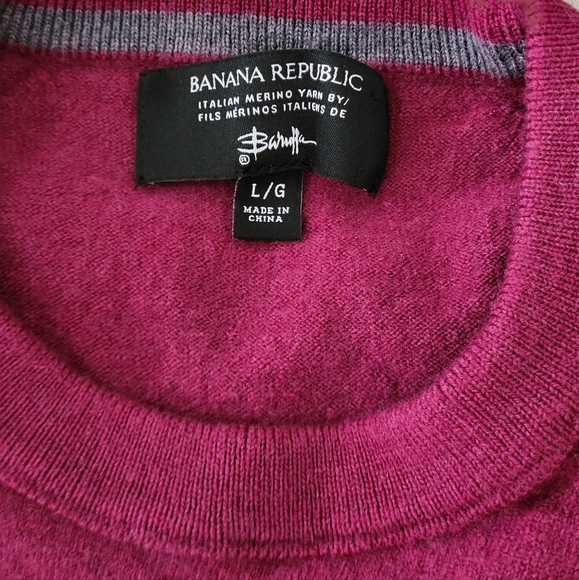 BANANA REPUBLIC
ITALIAN MERINO YARN BY/
FILS MÉRINOS ITALIENS DE
Baruffa
®
L/G
MADE IN
CHINA